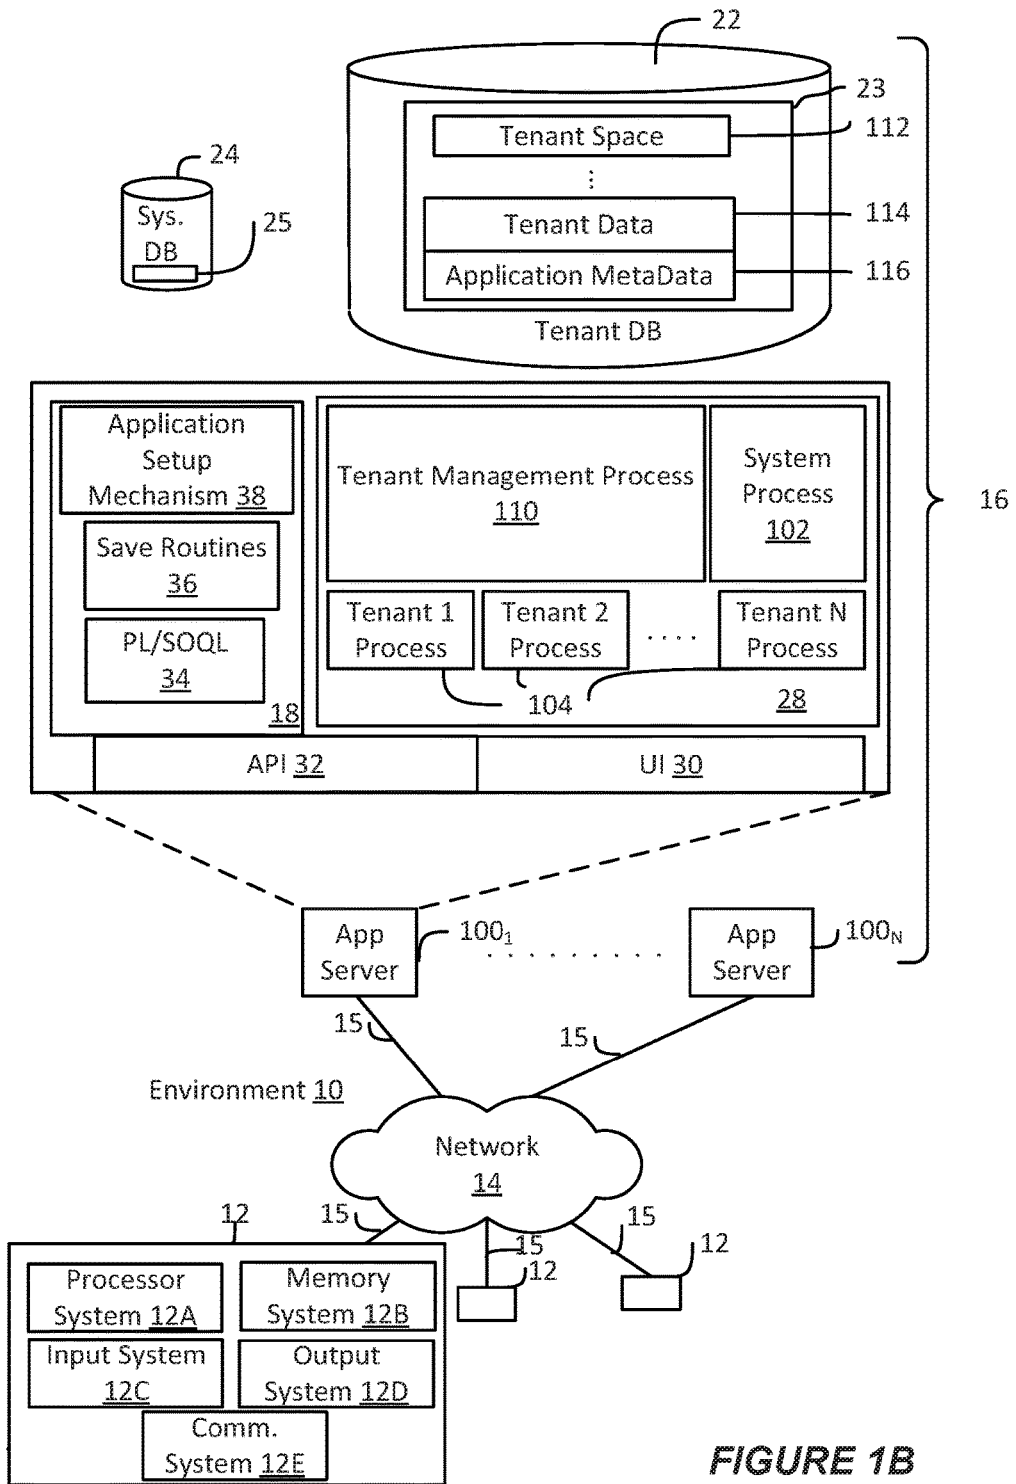 22
23
Tenant Space
112
24
Sys.
DB
25
Tenant Data
114
Application MetaData
116
Tenant DB
Application
Setup
Mechanism 38
Tenant Management Process
110
System
Process
102
16
Save Routines
36
PL/SOQL
34
Tenant 1
Process
Tenant 2
Process
....
Tenant N
Process
104
28
18
API 32
UI 30
App
Server
100₁
App
Server
100N
15
15
Environment 10
Network
14
15
12
15
15
12
12
Processor
System 12A
Memory
System 12B
Input System
12C
Output
System 12D
Comm.
System 12E
FIGURE 1B